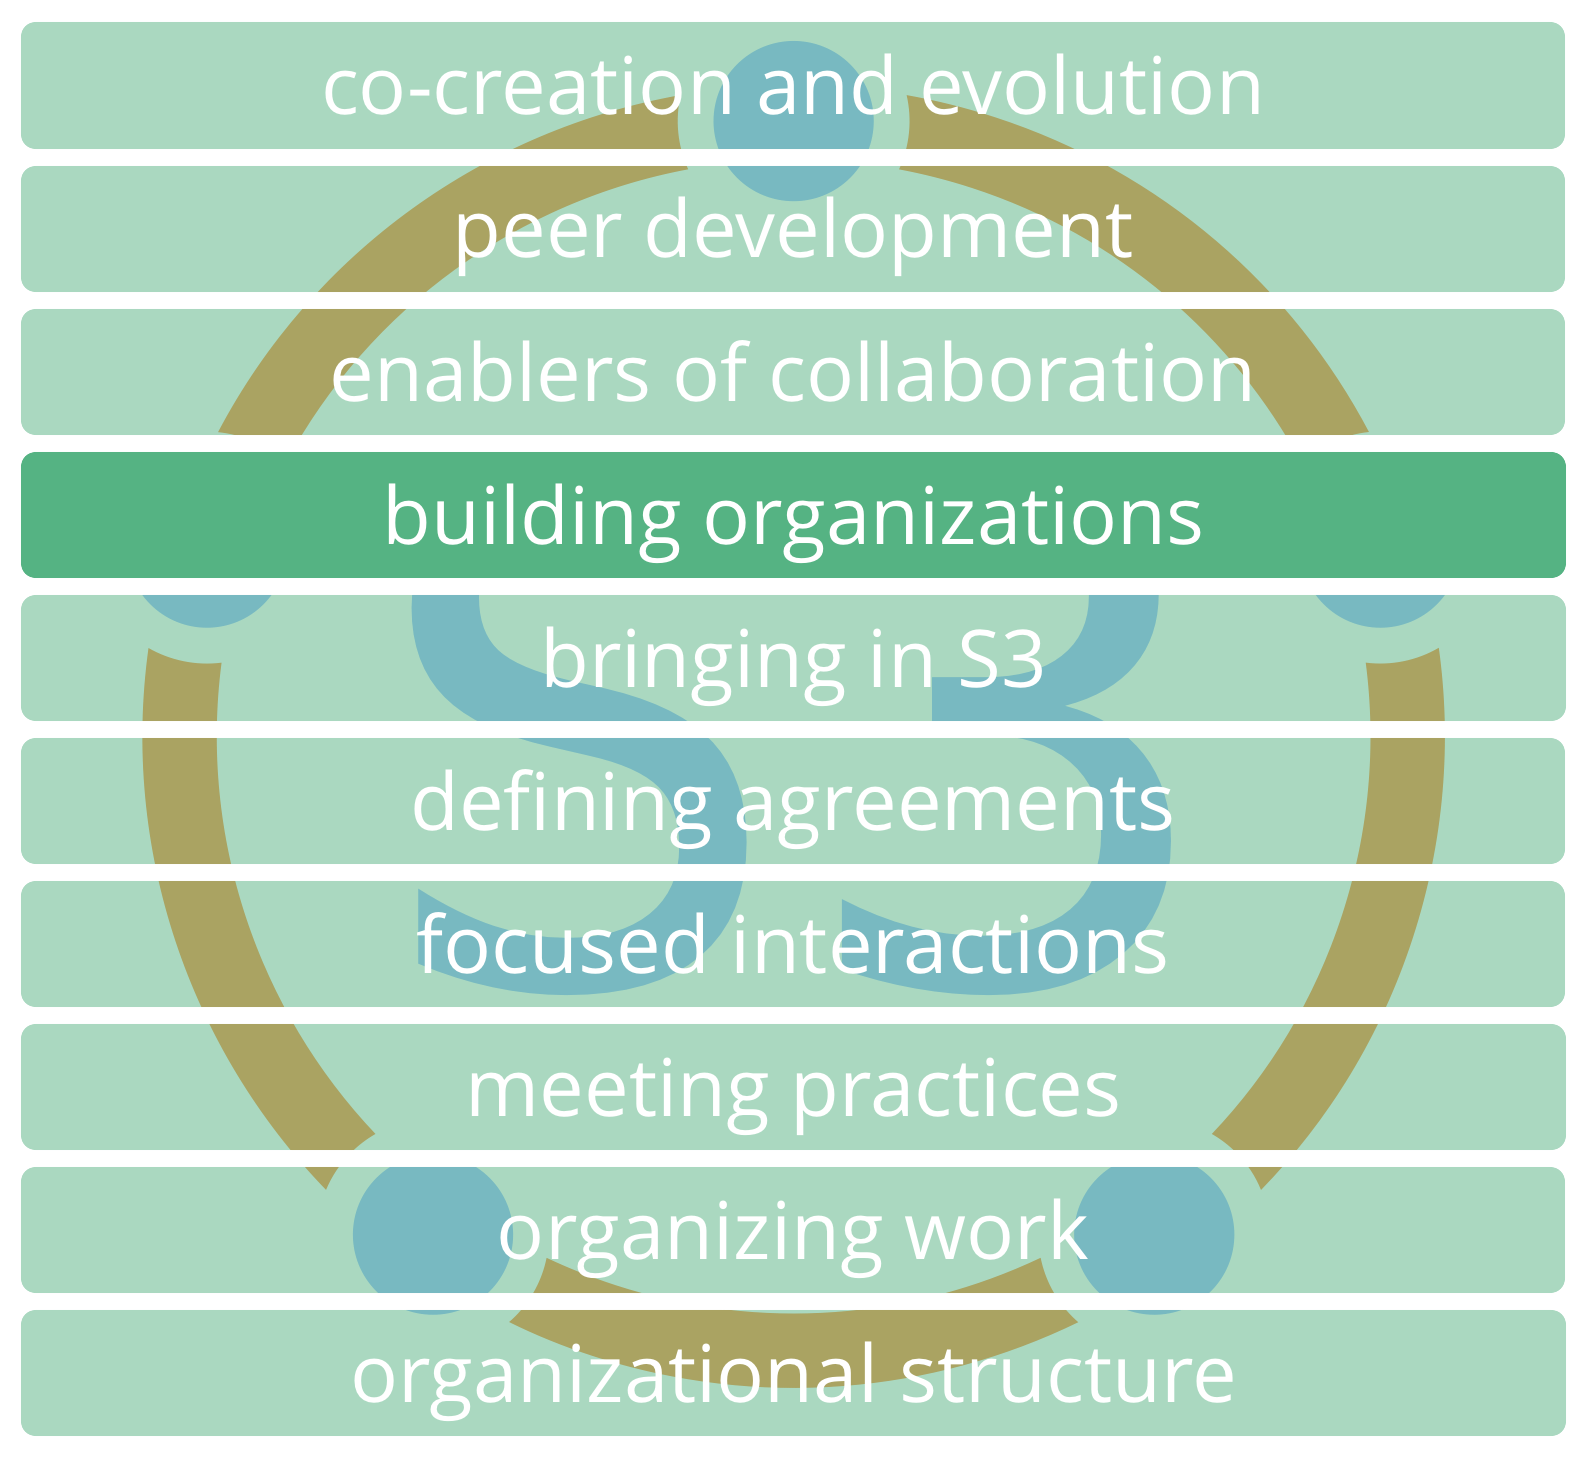 co-creation and evolution
peer development
enablers of collaboration
building organizations
bringing in S3
defining agreements
focused interactions
meeting practices
organizing work
organizational structure
S3